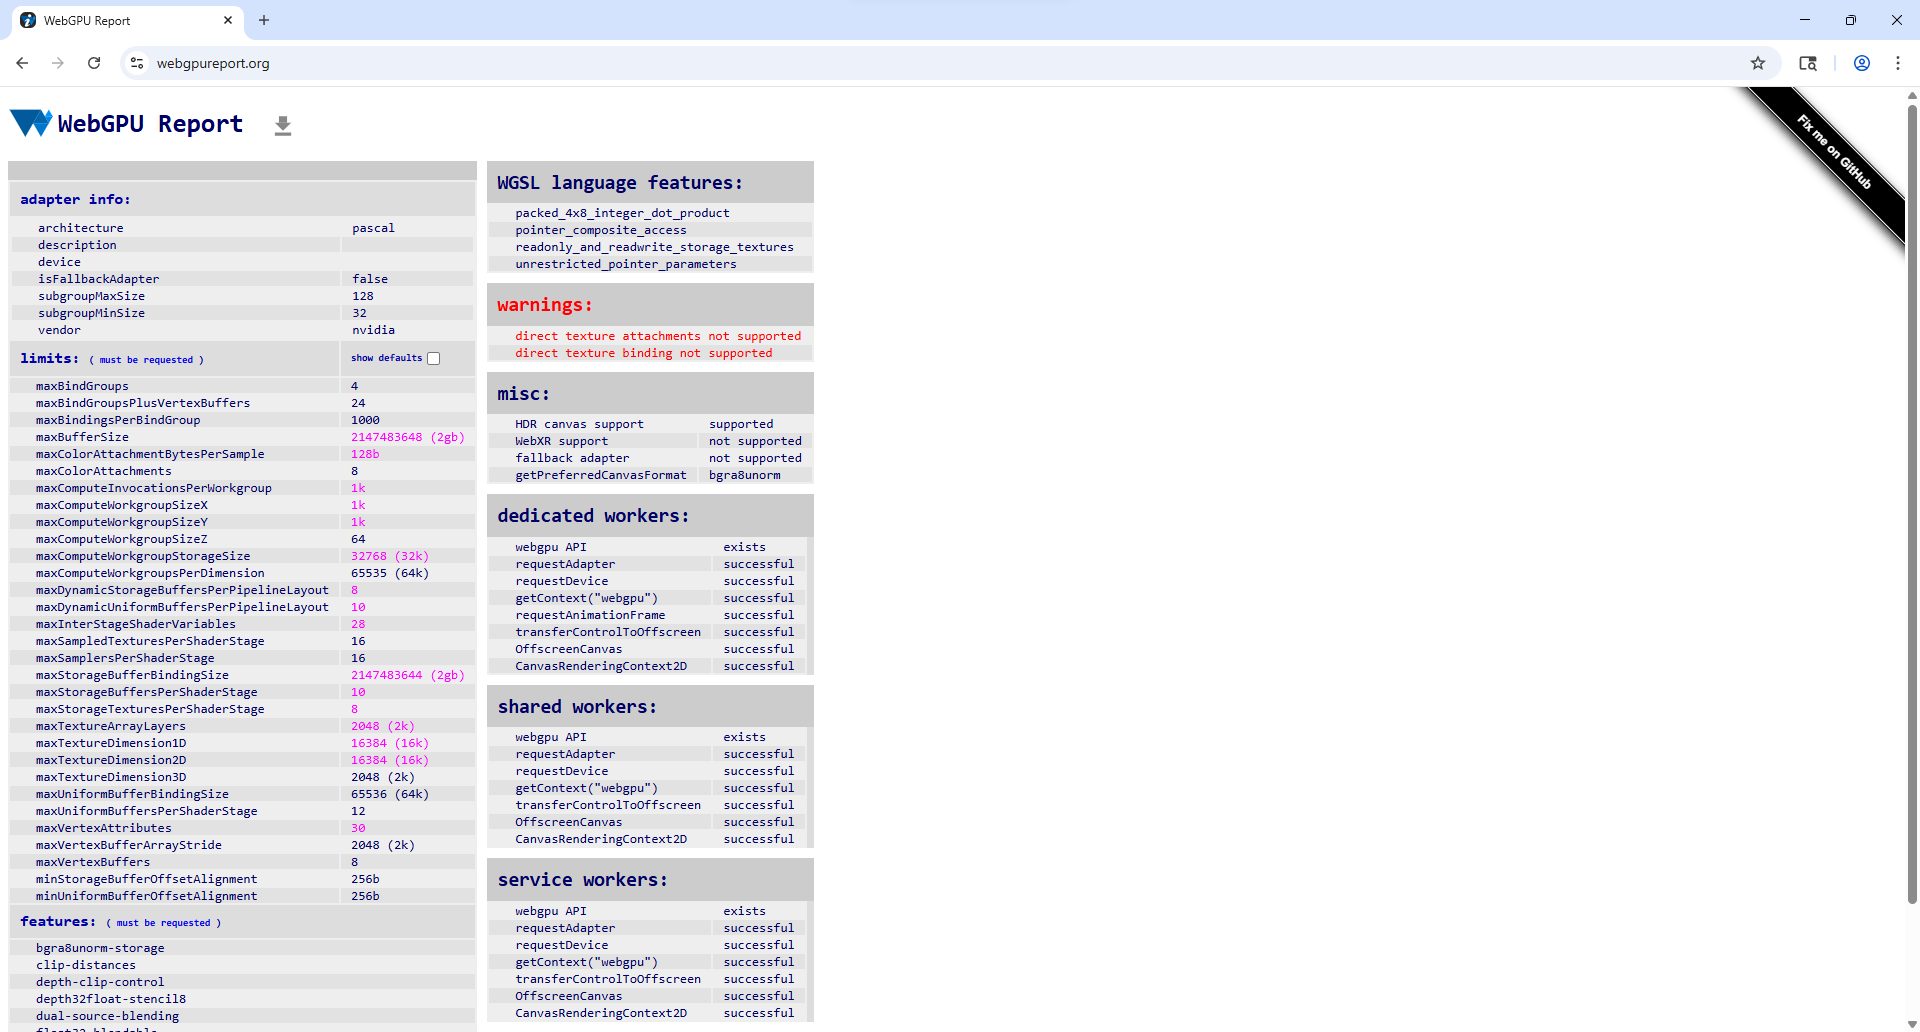 WebGPU Report
webgpureport.org
WebGPU Report
Fix me on GitHub
adapter info:
architecture pascal
description
device
isFallbackAdapter false
subgroupMaxSize 128
subgroupMinSize 32
vendor nvidia
limits: ( must be requested ) show defaults
maxBindGroups 4
maxBindGroupsPlusVertexBuffers 24
maxBindingsPerBindGroup 1000
maxBufferSize 2147483648 (2gb)
maxColorAttachmentBytesPerSample 128b
maxColorAttachments 8
maxComputeInvocationsPerWorkgroup 1k
maxComputeWorkgroupSizeX 1k
maxComputeWorkgroupSizeY 1k
maxComputeWorkgroupSizeZ 64
maxComputeWorkgroupStorageSize 32768 (32k)
maxComputeWorkgroupsPerDimension 65535 (64k)
maxDynamicStorageBuffersPerPipelineLayout 8
maxDynamicUniformBuffersPerPipelineLayout 10
maxInterStageShaderVariables 28
maxSampledTexturesPerShaderStage 16
maxSamplersPerShaderStage 16
maxStorageBufferBindingSize 2147483644 (2gb)
maxStorageBuffersPerShaderStage 10
maxStorageTexturesPerShaderStage 8
maxTextureArrayLayers 2048 (2k)
maxTextureDimension1D 16384 (16k)
maxTextureDimension2D 16384 (16k)
maxTextureDimension3D 2048 (2k)
maxUniformBufferBindingSize 65536 (64k)
maxUniformBuffersPerShaderStage 12
maxVertexAttributes 30
maxVertexBufferArrayStride 2048 (2k)
maxVertexBuffers 8
minStorageBufferOffsetAlignment 256b
minUniformBufferOffsetAlignment 256b
features: ( must be requested )
bgra8unorm-storage
clip-distances
depth-clip-control
depth32float-stencil8
dual-source-blending
float32-blendable
WGSL language features:
packed_4x8_integer_dot_product
pointer_composite_access
readonly_and_readwrite_storage_textures
unrestricted_pointer_parameters
warnings:
direct texture attachments not supported
direct texture binding not supported
misc:
HDR canvas support supported
WebXR support not supported
fallback adapter not supported
getPreferredCanvasFormat bgra8unorm
dedicated workers:
webgpu API exists
requestAdapter successful
requestDevice successful
getContext("webgpu") successful
requestAnimationFrame successful
transferControlToOffscreen successful
OffscreenCanvas successful
CanvasRenderingContext2D successful
shared workers:
webgpu API exists
requestAdapter successful
requestDevice successful
getContext("webgpu") successful
transferControlToOffscreen successful
OffscreenCanvas successful
CanvasRenderingContext2D successful
service workers:
webgpu API exists
requestAdapter successful
requestDevice successful
getContext("webgpu") successful
transferControlToOffscreen successful
OffscreenCanvas successful
CanvasRenderingContext2D successful